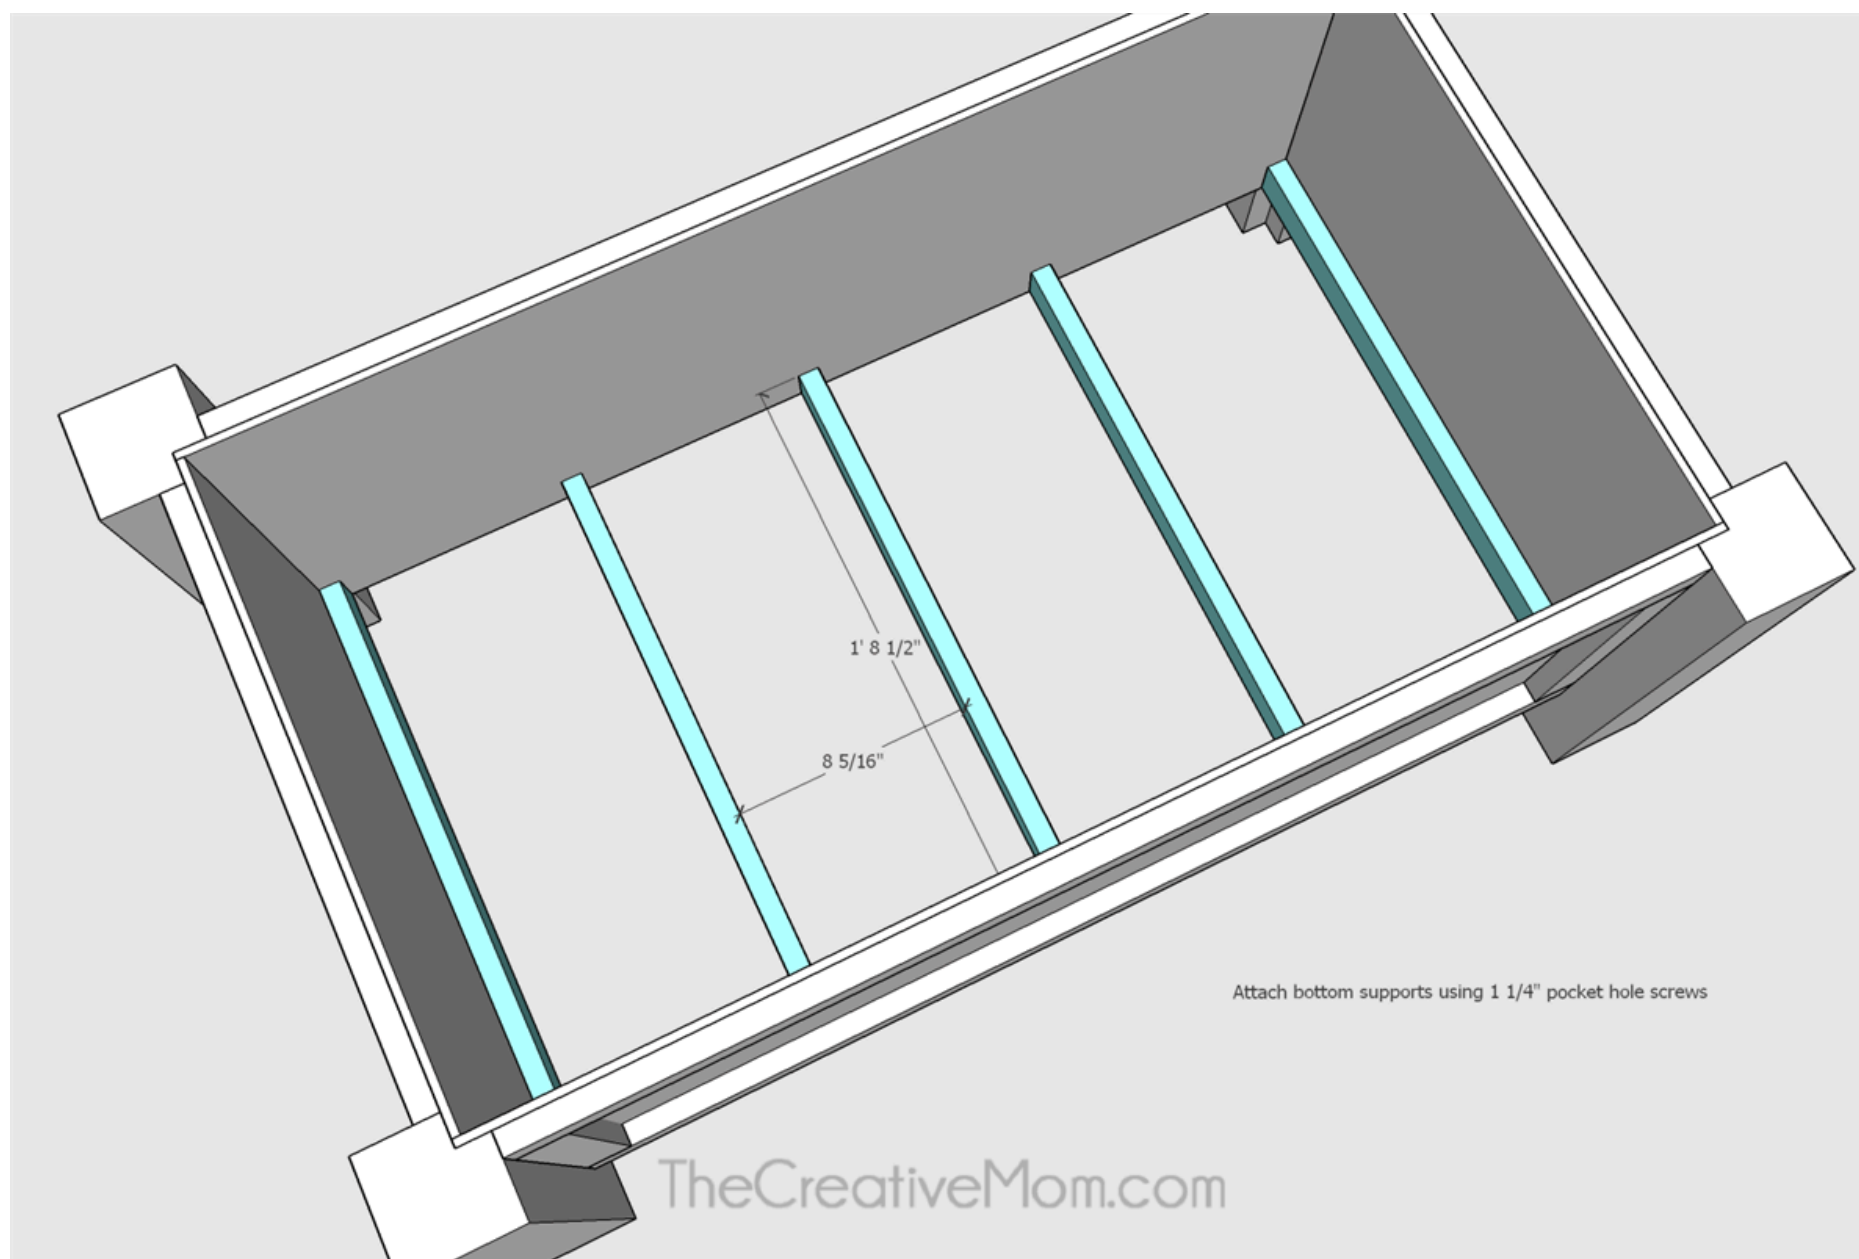 1' 8 1/2"
8 5/16"
Attach bottom supports using 1 1/4" pocket hole screws
TheCreativeMom.com